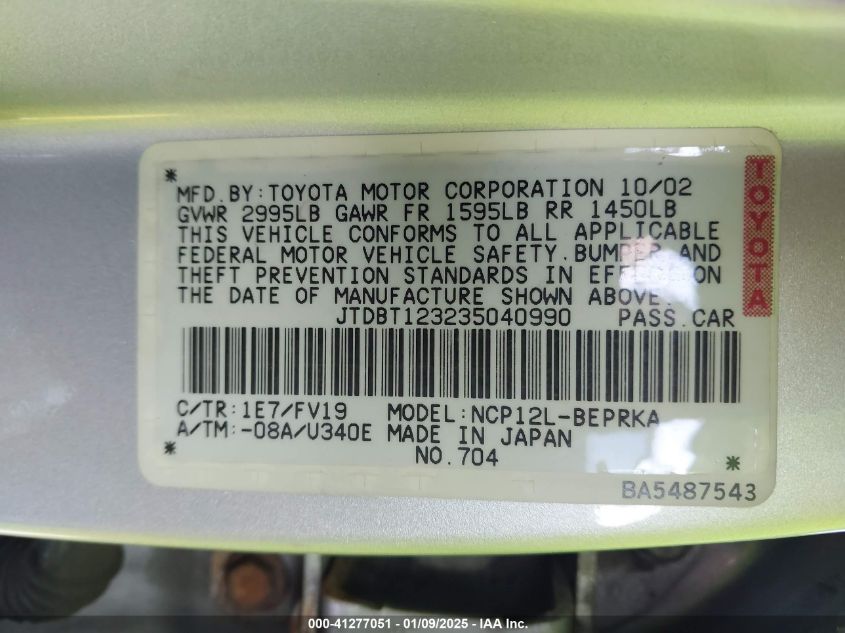 MFD.BY:TOYOTA MOTOR CORPORATION 10/02
GVWR 2995LB GAWR FR 1595LB RR 1450LB
THIS VEHICLE CONFORMS TO ALL APPLICABLE
FEDERAL MOTOR VEHICLE SAFETY.BUMPER AND
THEFT PREVENTION STANDARDS IN EFFECT ON
THE DATE OF MANUFACTURE SHOWN ABOVE.
JTDBT123235040990 PASS.CAR
C/TR:1E7/FV19 MODEL:NCP12L-BEPRKA
A/TM:-08A/U340E MADE IN JAPAN
NO.704
BA5487543
TOYOTA
000-41277051 - 01/09/2025 - IAA Inc.